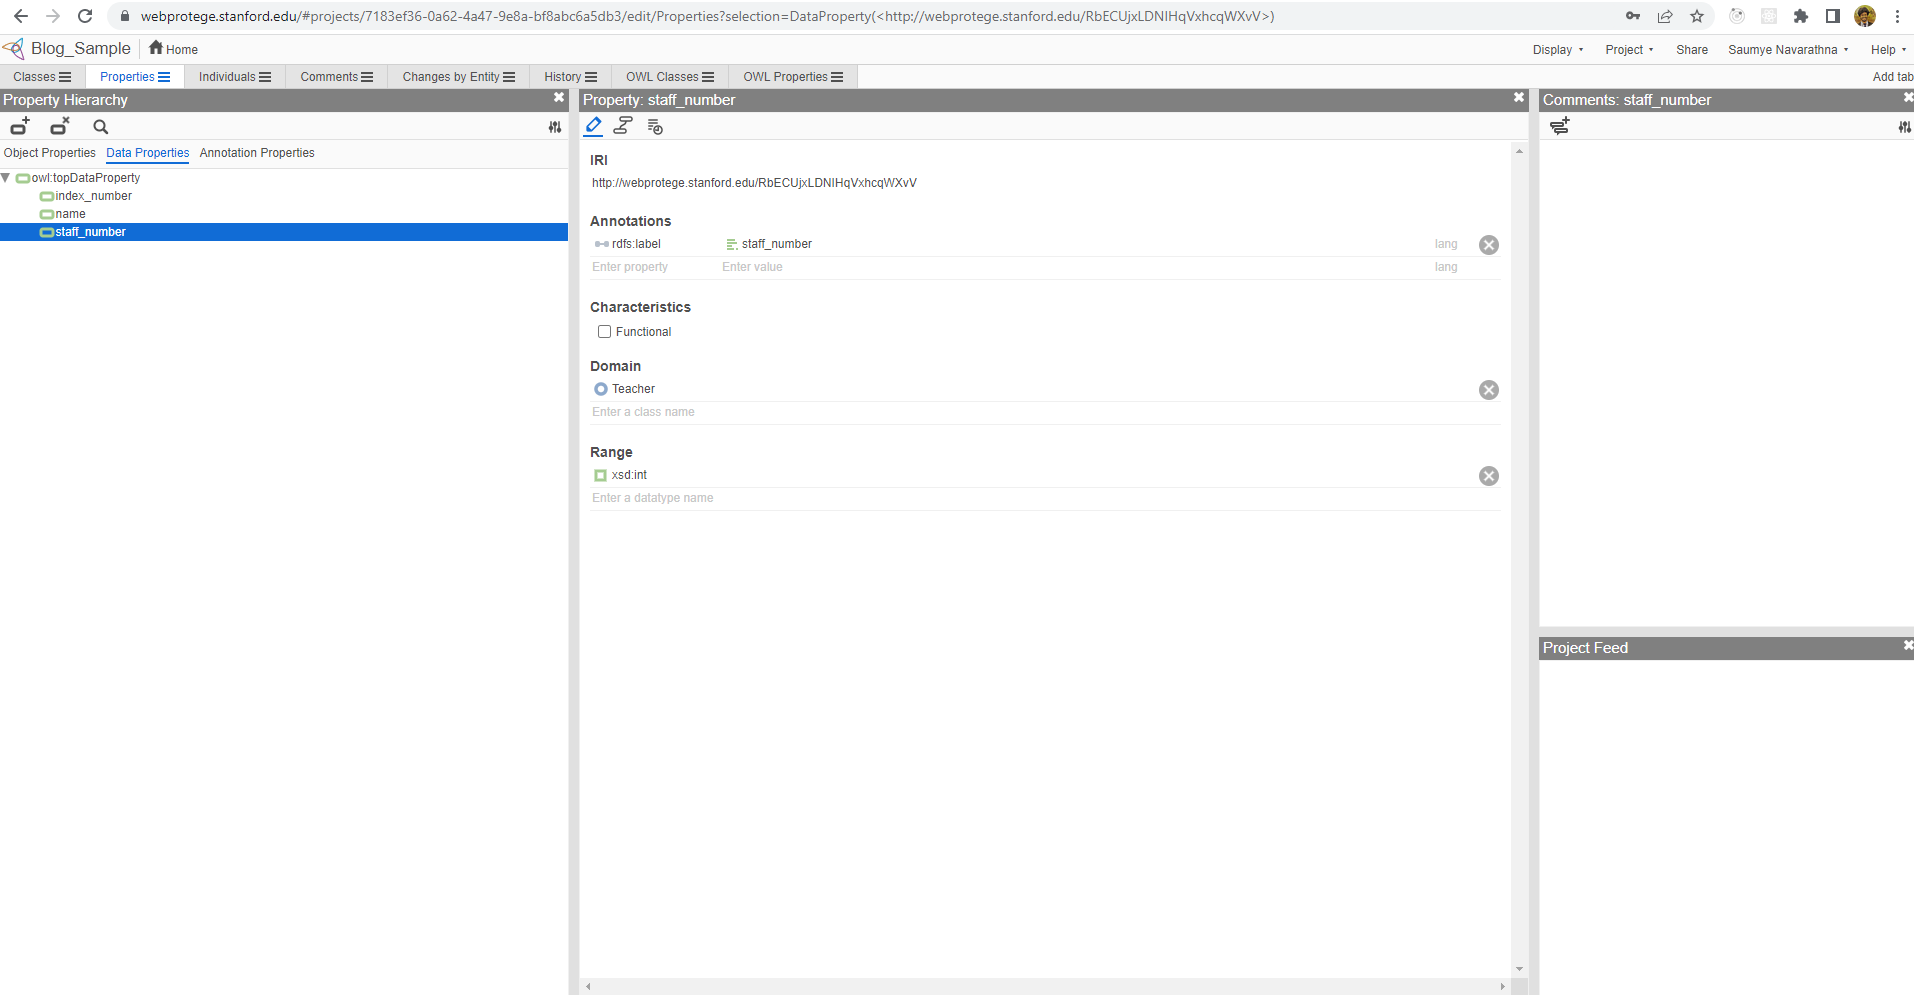 webprotege.stanford.edu/#projects/7183ef36-0a62-4a47-9e8a-bf8abc6a5db3/edit/Properties?selection=DataProperty(<http://webprotege.stanford.edu/RbECUjxLDNIHqVxhcqWXvV>)
Blog_Sample Home Display Project Share Saumye Navarathna Help
Classes Properties Individuals Comments Changes by Entity History OWL Classes OWL Properties Add tab
Property Hierarchy
Object Properties Data Properties Annotation Properties
owl:topDataProperty
index_number
name
staff_number
Property: staff_number
IRI
http://webprotege.stanford.edu/RbECUjxLDNIHqVxhcqWXvV
Annotations
rdfs:label staff_number lang
Enter property Enter value lang
Characteristics
Functional
Domain
Teacher
Enter a class name
Range
xsd:int
Enter a datatype name
Comments: staff_number
Project Feed